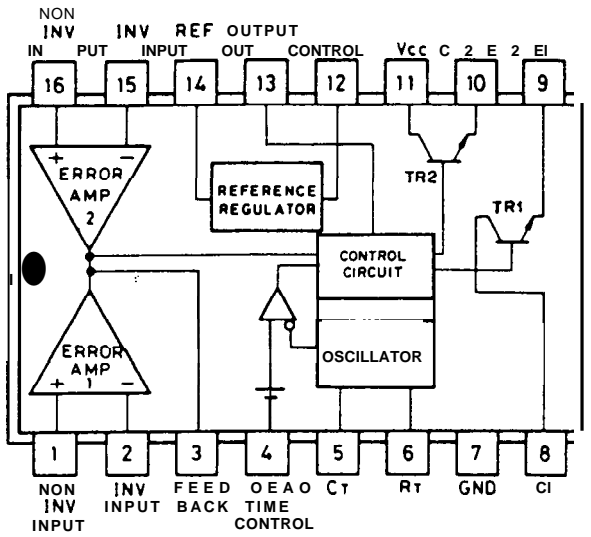 NON
INV INV REF OUTPUT
IN PUT INPUT OUT CONTROL Vcc C 2 E 2 EI
16 15 14 13 12 11 10 9
+ −
ERROR
AMP
2
REFERENCE
REGULATOR
TR2
TR1
CONTROL
CIRCUIT
OSCILLATOR
ERROR
AMP
1
+ −
1 2 3 4 5 6 7 8
NON INV FEED OEAO CT RT GND CI
INV INPUT BACK TIME
INPUT CONTROL